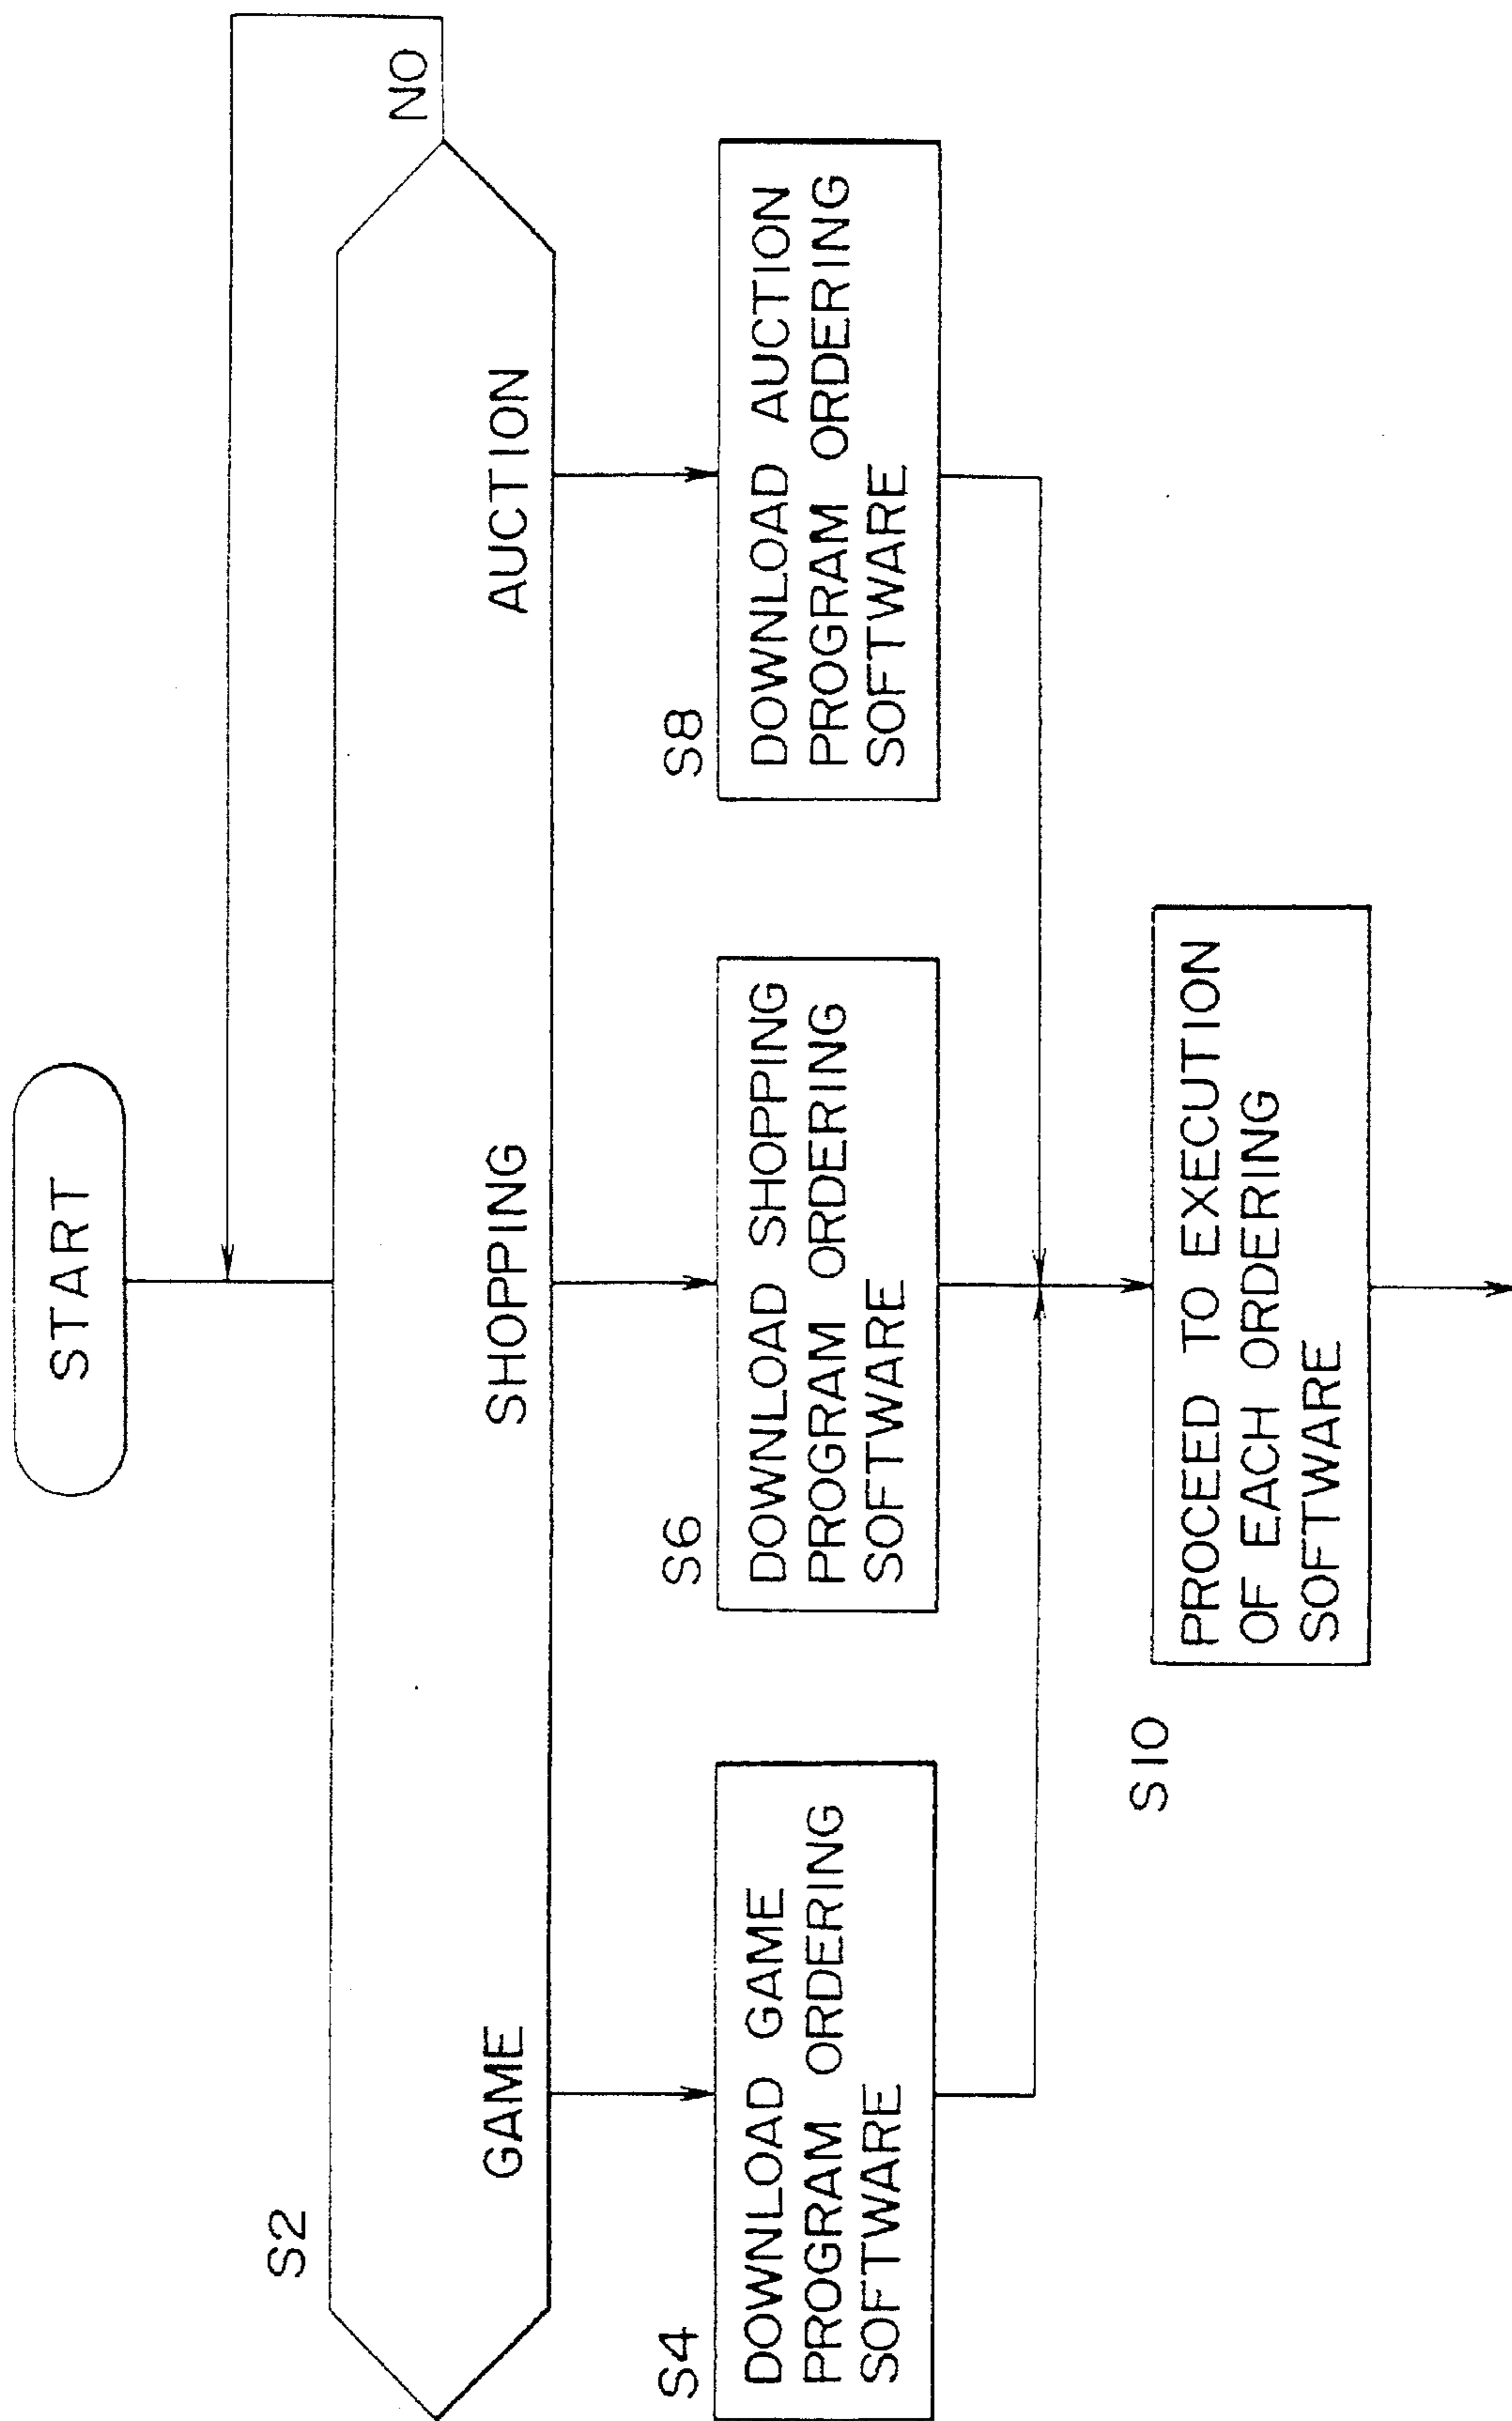 START
NO
S2
GAME
SHOPPING
AUCTION
S4
DOWNLOAD GAME
PROGRAM ORDERING
SOFTWARE
S6
DOWNLOAD SHOPPING
PROGRAM ORDERING
SOFTWARE
S8
DOWNLOAD AUCTION
PROGRAM ORDERING
SOFTWARE
S10
PROCEED TO EXECUTION
OF EACH ORDERING
SOFTWARE